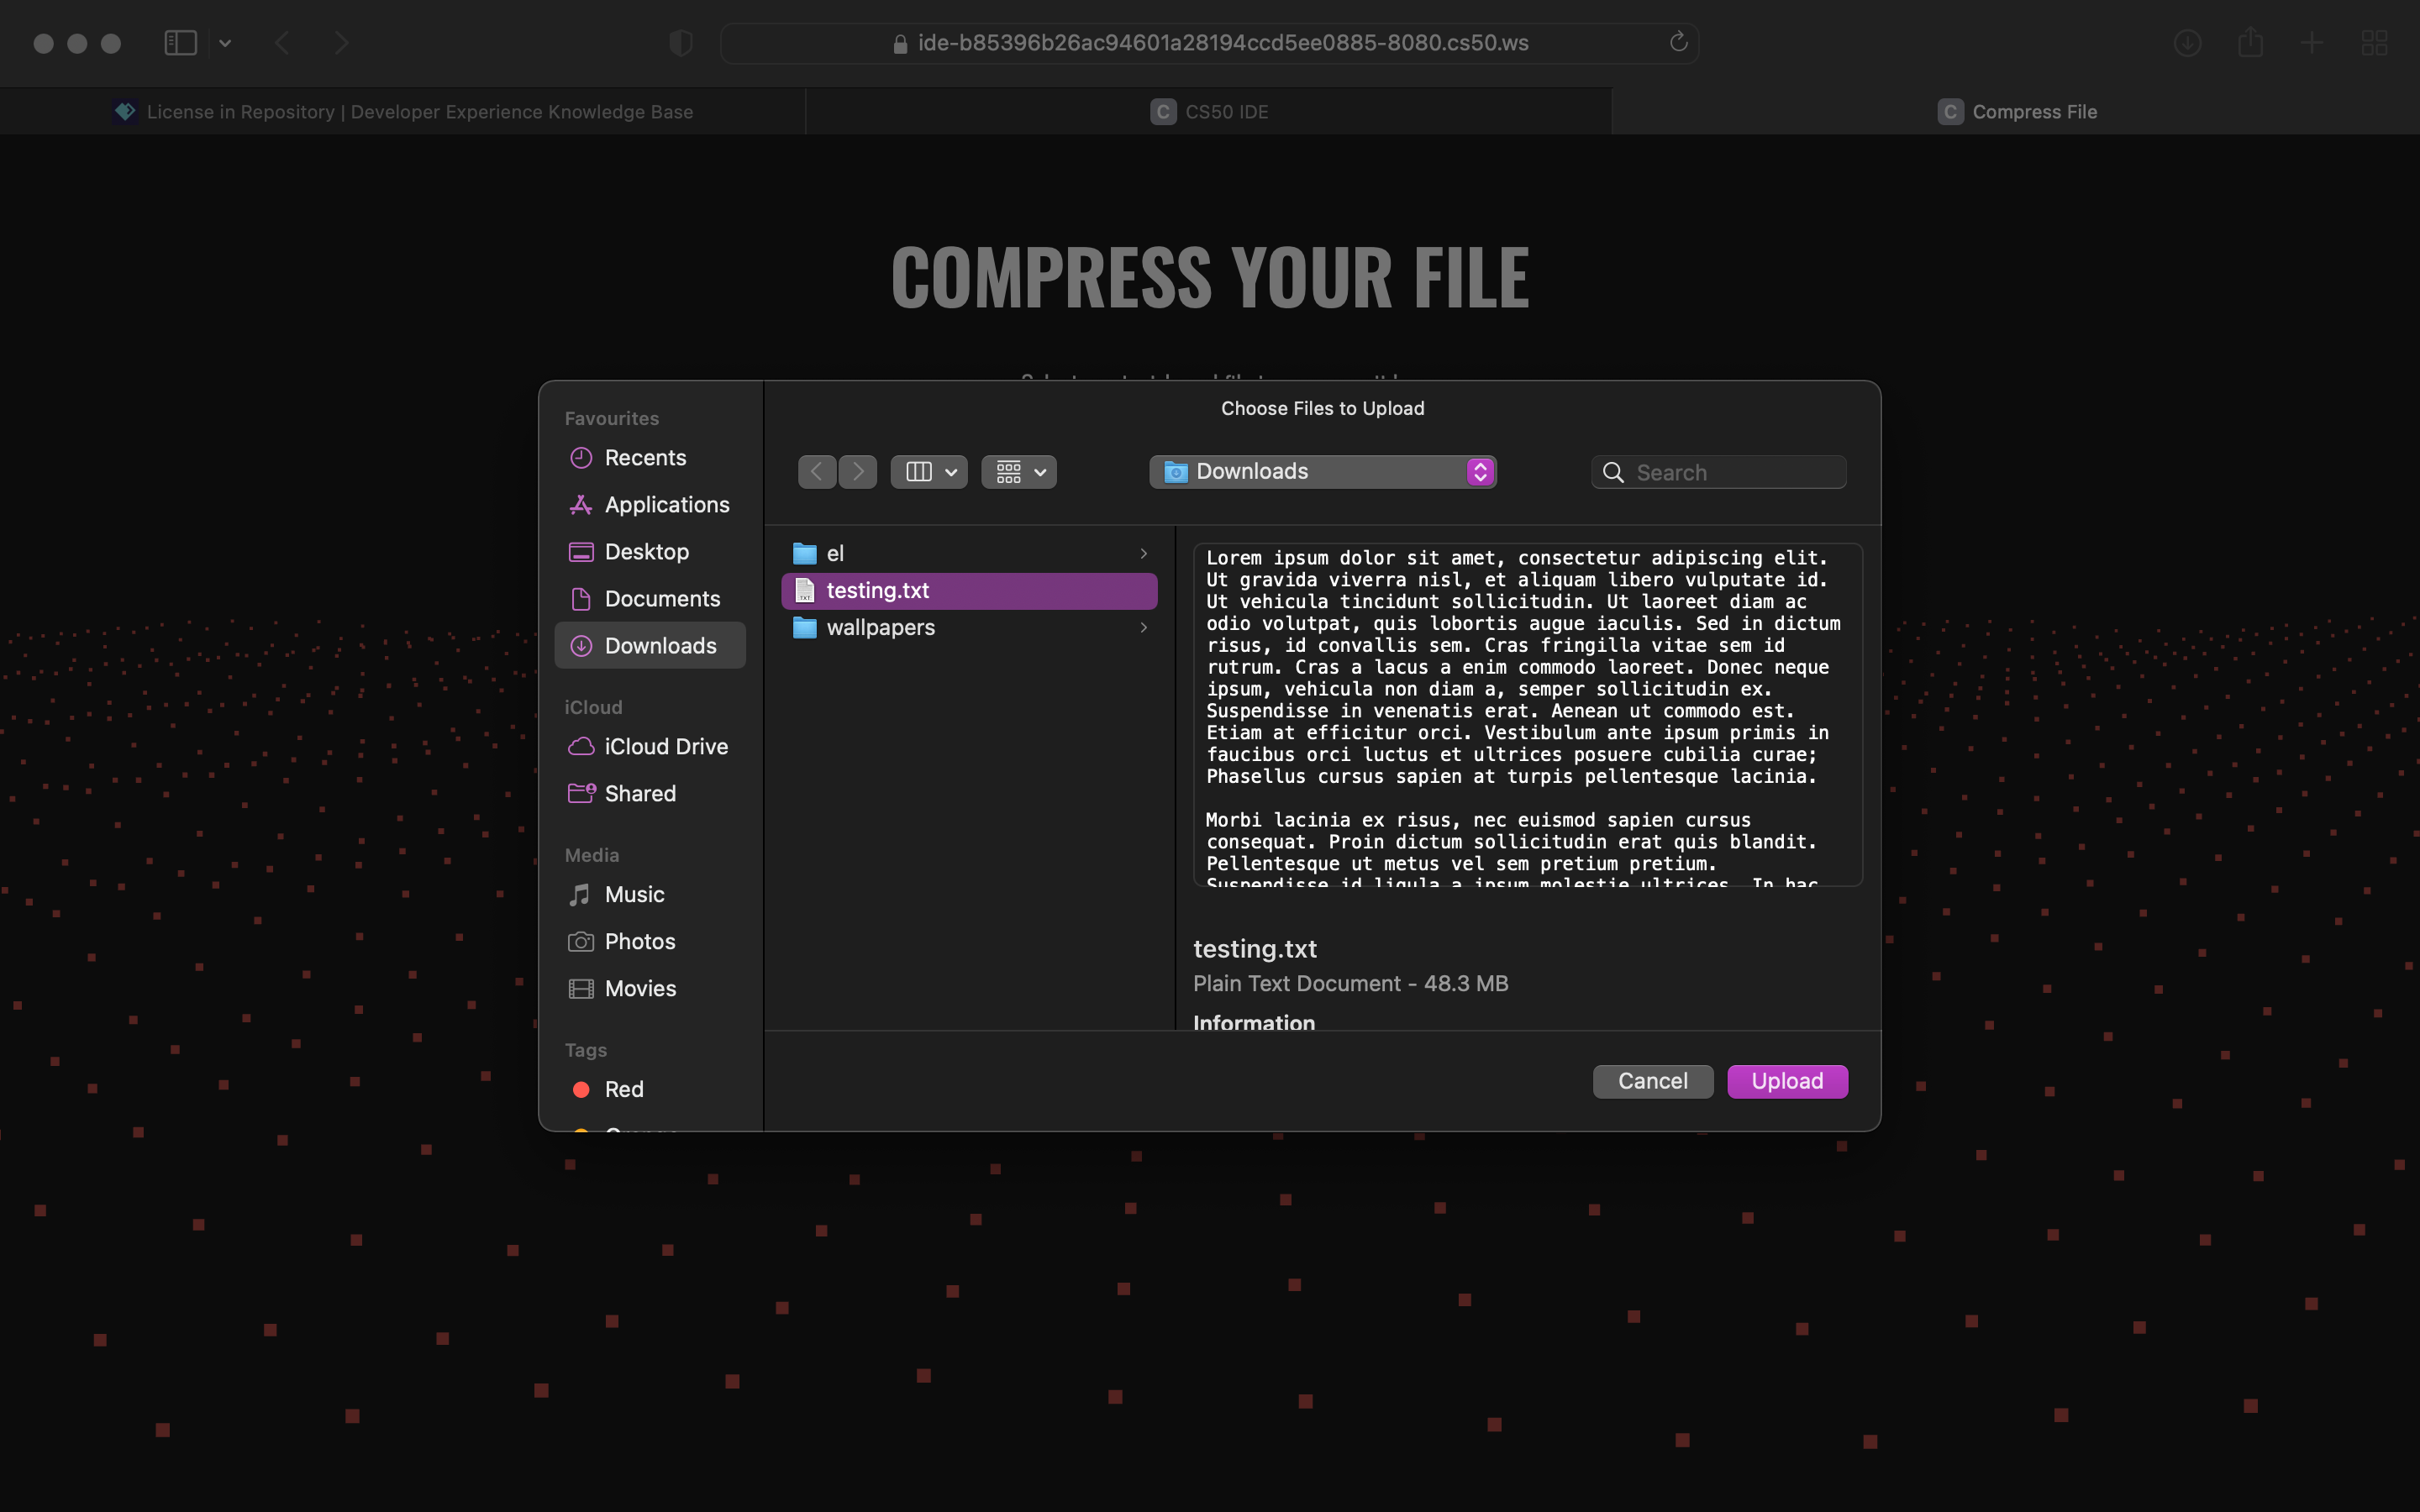 ide-b85396b26ac94601a28194ccd5ee0885-8080.cs50.ws
License in Repository | Developer Experience Knowledge Base
C CS50 IDE
C Compress File
COMPRESS YOUR FILE
Choose Files to Upload
Favourites
Recents
Applications
Desktop
Documents
Downloads
iCloud
iCloud Drive
Shared
Media
Music
Photos
Movies
Tags
Red
Downloads
Search
el
testing.txt
wallpapers
Lorem ipsum dolor sit amet, consectetur adipiscing elit.
Ut gravida viverra nisl, et aliquam libero vulputate id.
Ut vehicula tincidunt sollicitudin. Ut laoreet diam ac
odio volutpat, quis lobortis augue iaculis. Sed in dictum
risus, id convallis sem. Cras fringilla vitae sem id
rutrum. Cras a lacus a enim commodo laoreet. Donec neque
ipsum, vehicula non diam a, semper sollicitudin ex.
Suspendisse in venenatis erat. Aenean ut commodo est.
Etiam at efficitur orci. Vestibulum ante ipsum primis in
faucibus orci luctus et ultrices posuere cubilia curae;
Phasellus cursus sapien at turpis pellentesque lacinia.
Morbi lacinia ex risus, nec euismod sapien cursus
consequat. Proin dictum sollicitudin erat quis blandit.
Pellentesque ut metus vel sem pretium pretium.
Suspendisse id ligula a ipsum molestie ultrices. In hac
testing.txt
Plain Text Document - 48.3 MB
Information
Cancel
Upload